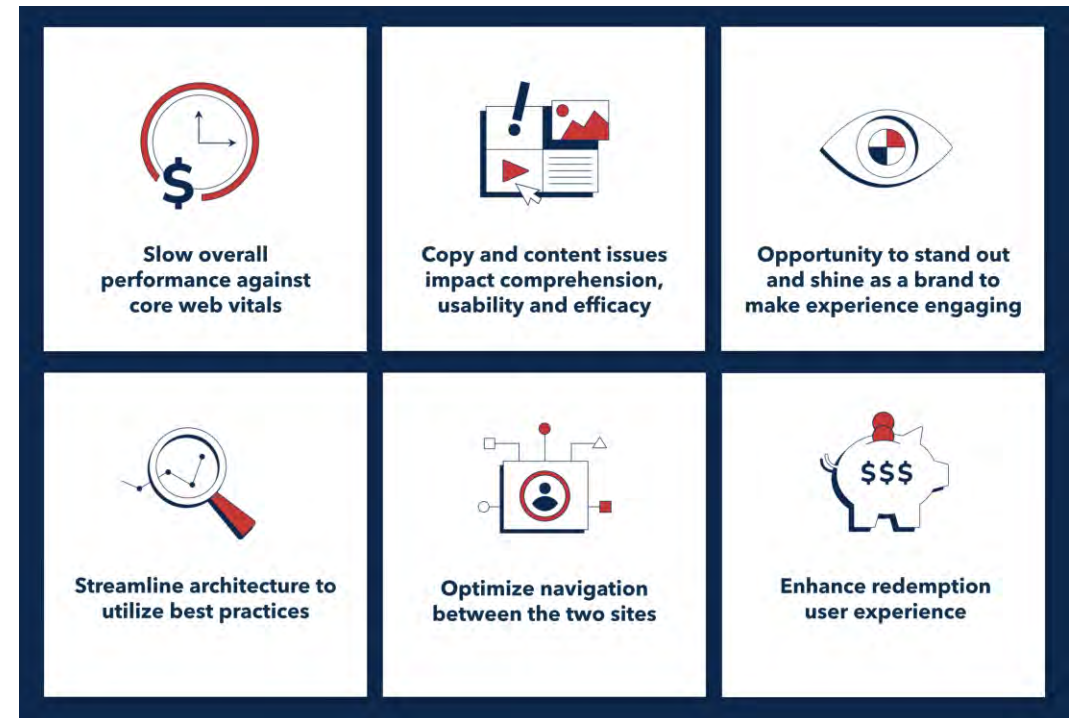 $
Slow overall
performance against
core web vitals
Copy and content issues
impact comprehension,
usability and efficacy
Opportunity to stand out
and shine as a brand to
make experience engaging
Streamline architecture to
utilize best practices
Optimize navigation
between the two sites
$$$
Enhance redemption
user experience